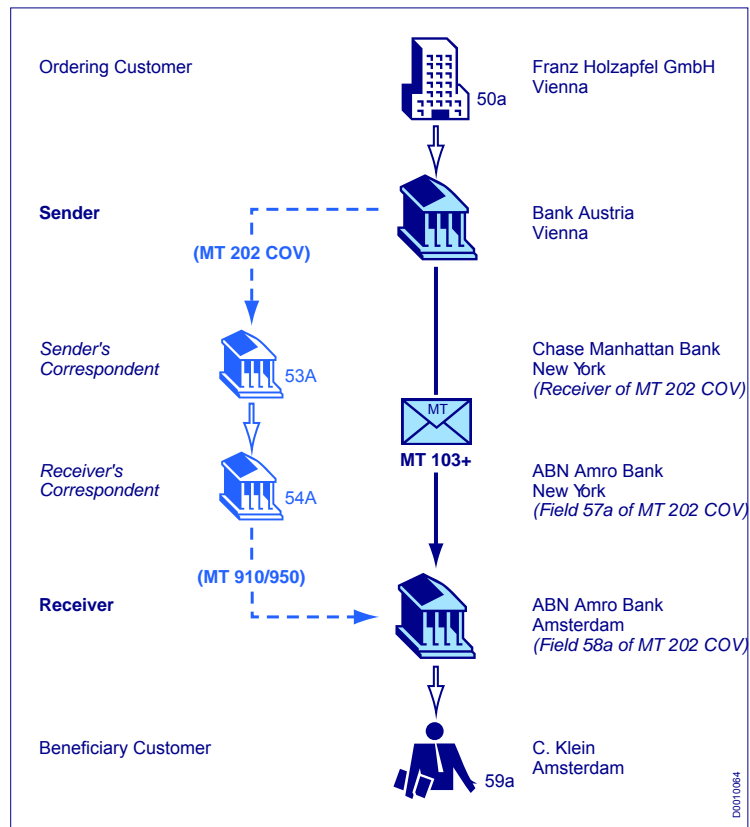 Ordering Customer
50a
Franz Holzapfel GmbH
Vienna
Sender
Bank Austria
Vienna
(MT 202 COV)
Sender's
Correspondent
53A
Chase Manhattan Bank
New York
(Receiver of MT 202 COV)
MT
MT 103+
Receiver's
Correspondent
54A
ABN Amro Bank
New York
(Field 57a of MT 202 COV)
(MT 910/950)
Receiver
ABN Amro Bank
Amsterdam
(Field 58a of MT 202 COV)
Beneficiary Customer
59a
C. Klein
Amsterdam
D0010064